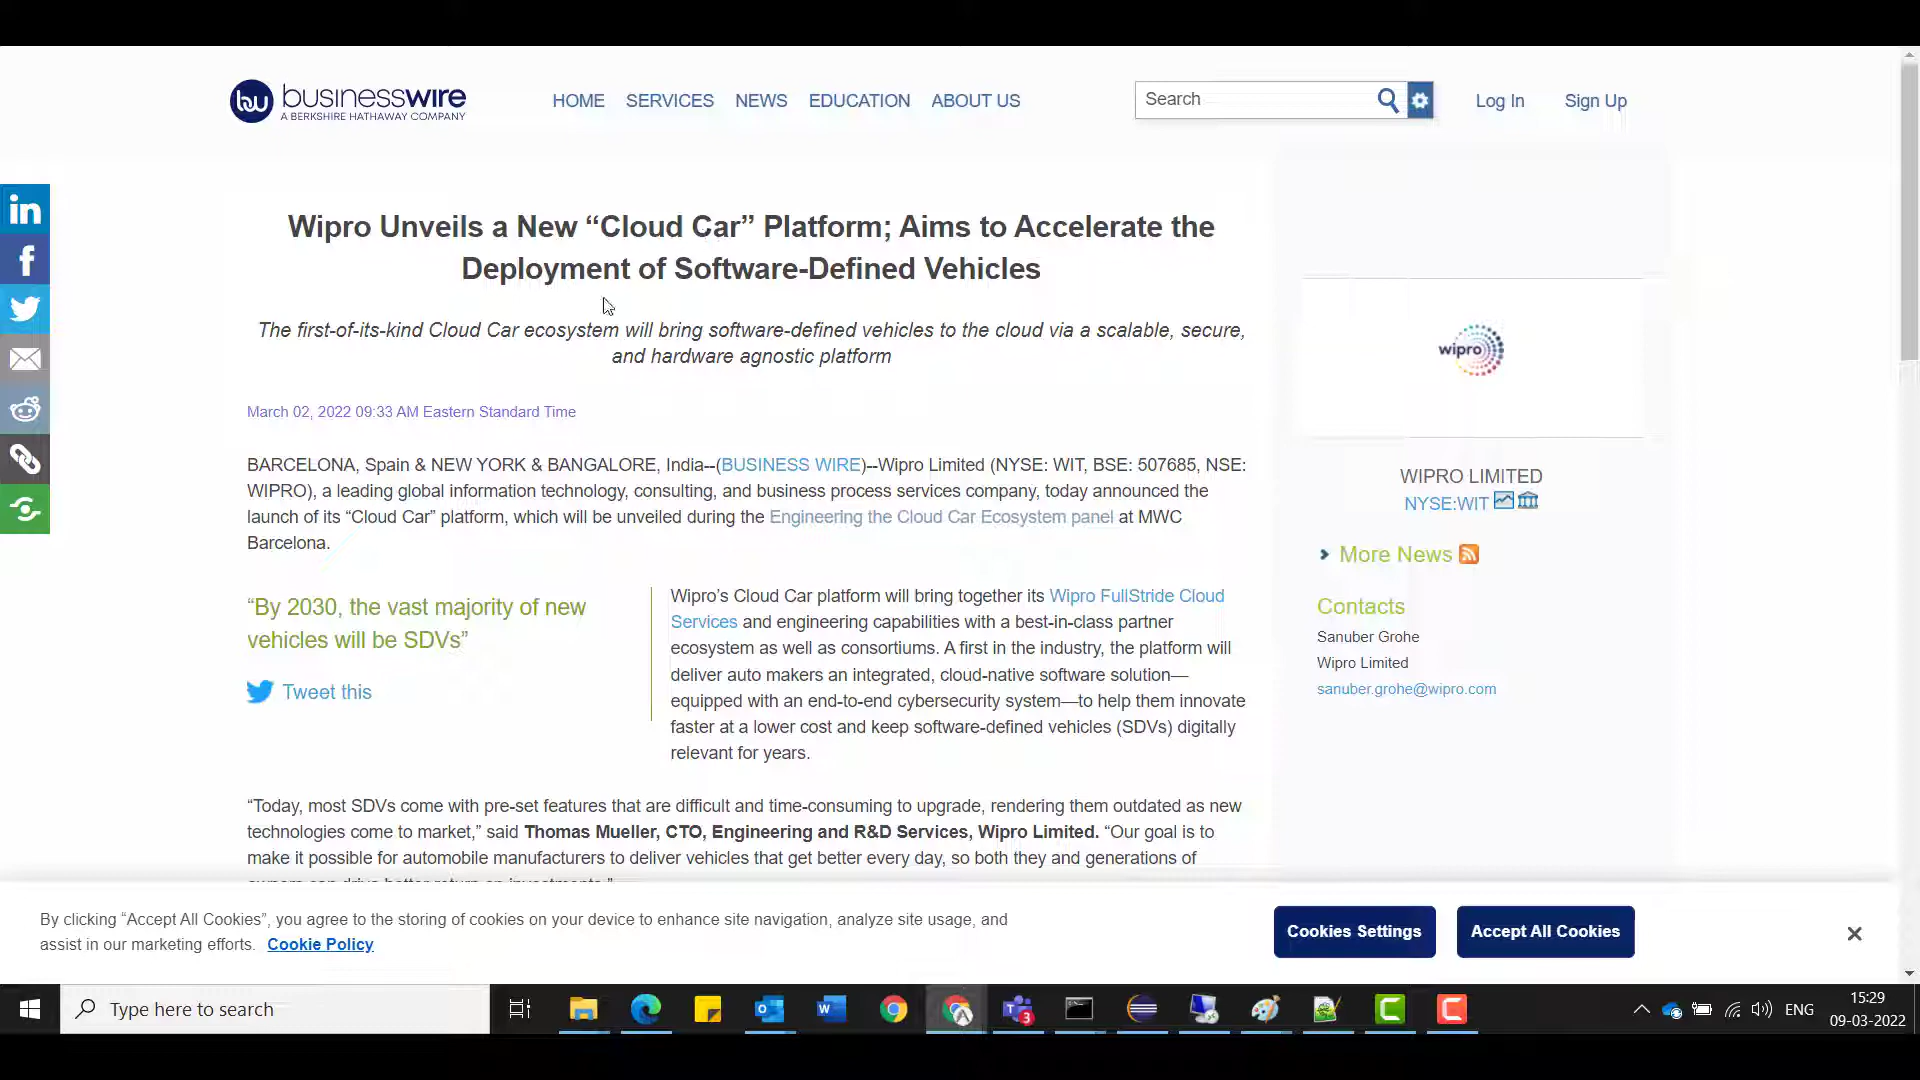 businesswire
A BERKSHIRE HATHAWAY COMPANY
HOME SERVICES NEWS EDUCATION ABOUT US
Search
Log In
Sign Up
Wipro Unveils a New “Cloud Car” Platform; Aims to Accelerate the
Deployment of Software-Defined Vehicles
The first-of-its-kind Cloud Car ecosystem will bring software-defined vehicles to the cloud via a scalable, secure,
and hardware agnostic platform
March 02, 2022 09:33 AM Eastern Standard Time
BARCELONA, Spain & NEW YORK & BANGALORE, India--(BUSINESS WIRE)--Wipro Limited (NYSE: WIT, BSE: 507685, NSE:
WIPRO), a leading global information technology, consulting, and business process services company, today announced the
launch of its “Cloud Car” platform, which will be unveiled during the Engineering the Cloud Car Ecosystem panel at MWC
Barcelona.
“By 2030, the vast majority of new
vehicles will be SDVs”
Tweet this
Wipro’s Cloud Car platform will bring together its Wipro FullStride Cloud
Services and engineering capabilities with a best-in-class partner
ecosystem as well as consortiums. A first in the industry, the platform will
deliver auto makers an integrated, cloud-native software solution—
equipped with an end-to-end cybersecurity system—to help them innovate
faster at a lower cost and keep software-defined vehicles (SDVs) digitally
relevant for years.
“Today, most SDVs come with pre-set features that are difficult and time-consuming to upgrade, rendering them outdated as new
technologies come to market,” said Thomas Mueller, CTO, Engineering and R&D Services, Wipro Limited. “Our goal is to
make it possible for automobile manufacturers to deliver vehicles that get better every day, so both they and generations of
wipro
WIPRO LIMITED
NYSE:WIT
More News
Contacts
Sanuber Grohe
Wipro Limited
sanuber.grohe@wipro.com
By clicking “Accept All Cookies”, you agree to the storing of cookies on your device to enhance site navigation, analyze site usage, and
assist in our marketing efforts. Cookie Policy
Cookies Settings
Accept All Cookies
Type here to search
ENG
15:29
09-03-2022